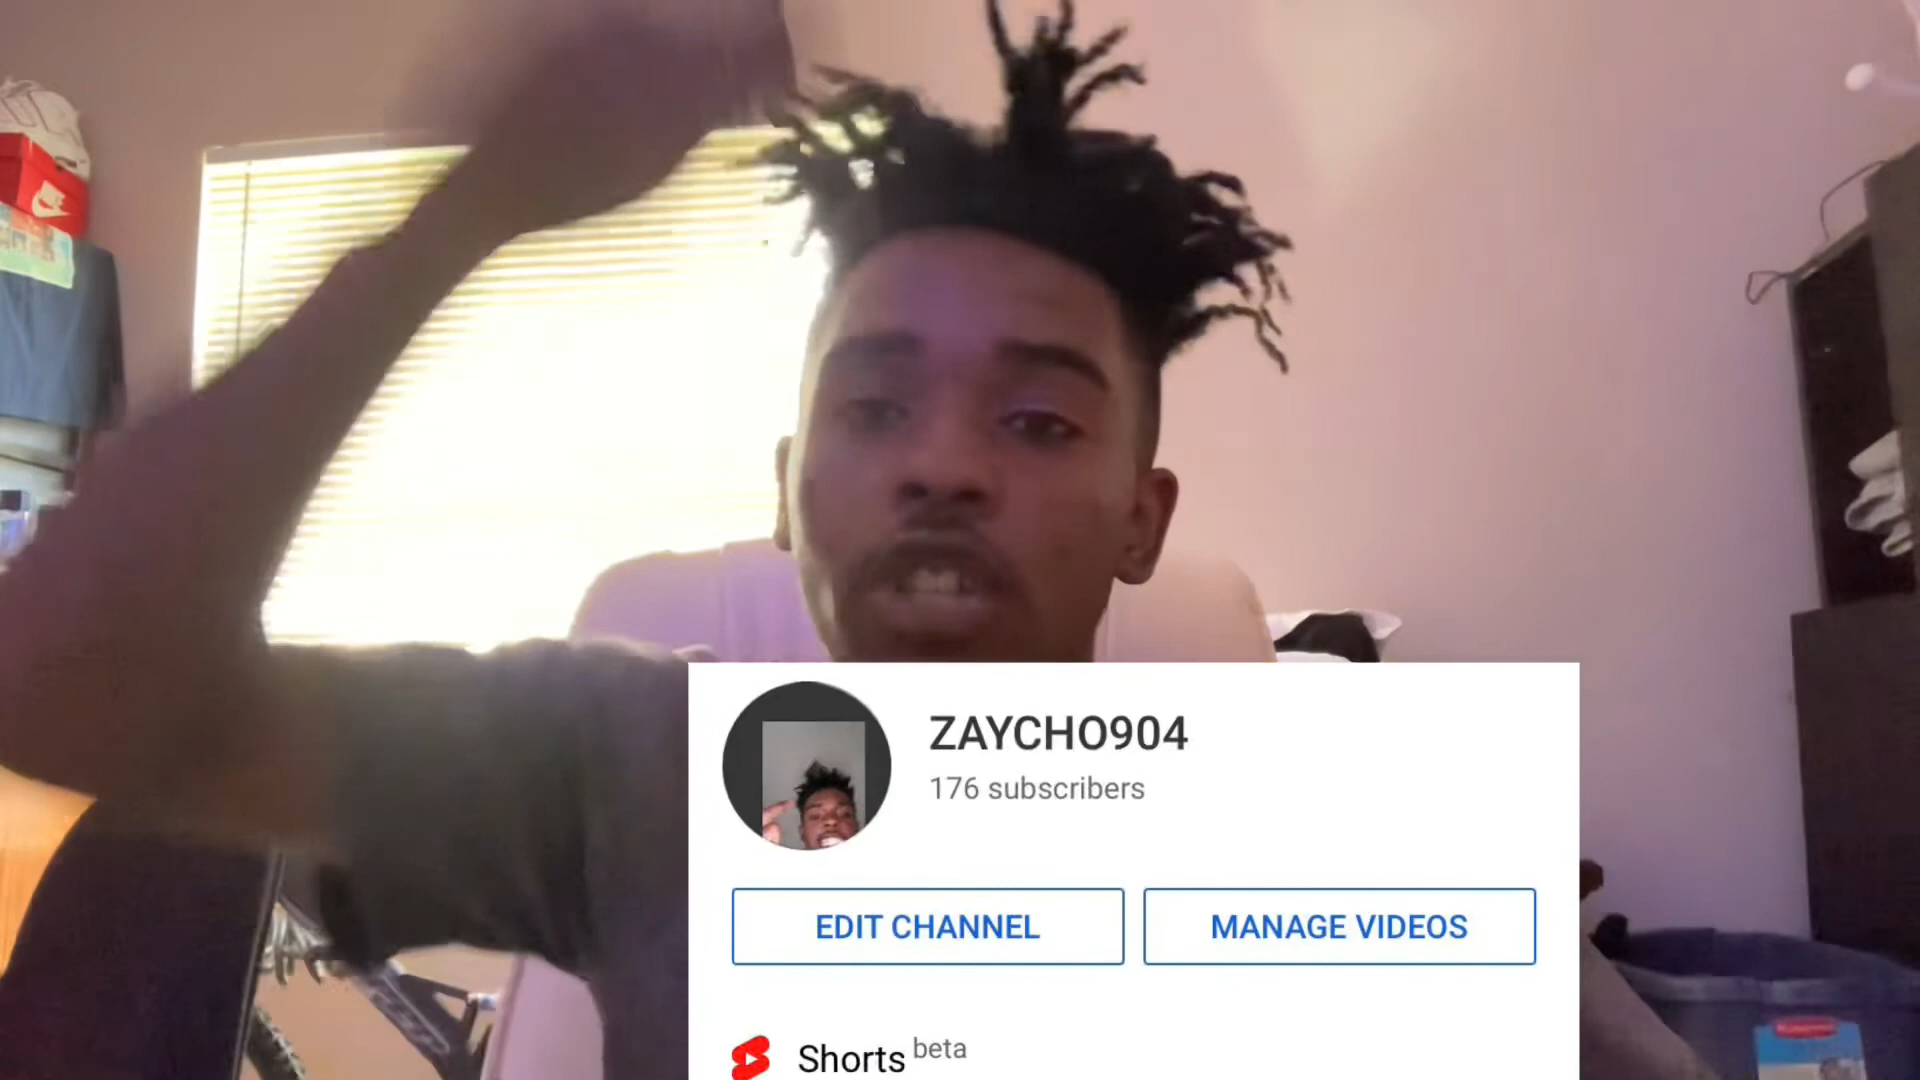 ZAYCHO904
176 subscribers
EDIT CHANNEL
MANAGE VIDEOS
Shorts beta